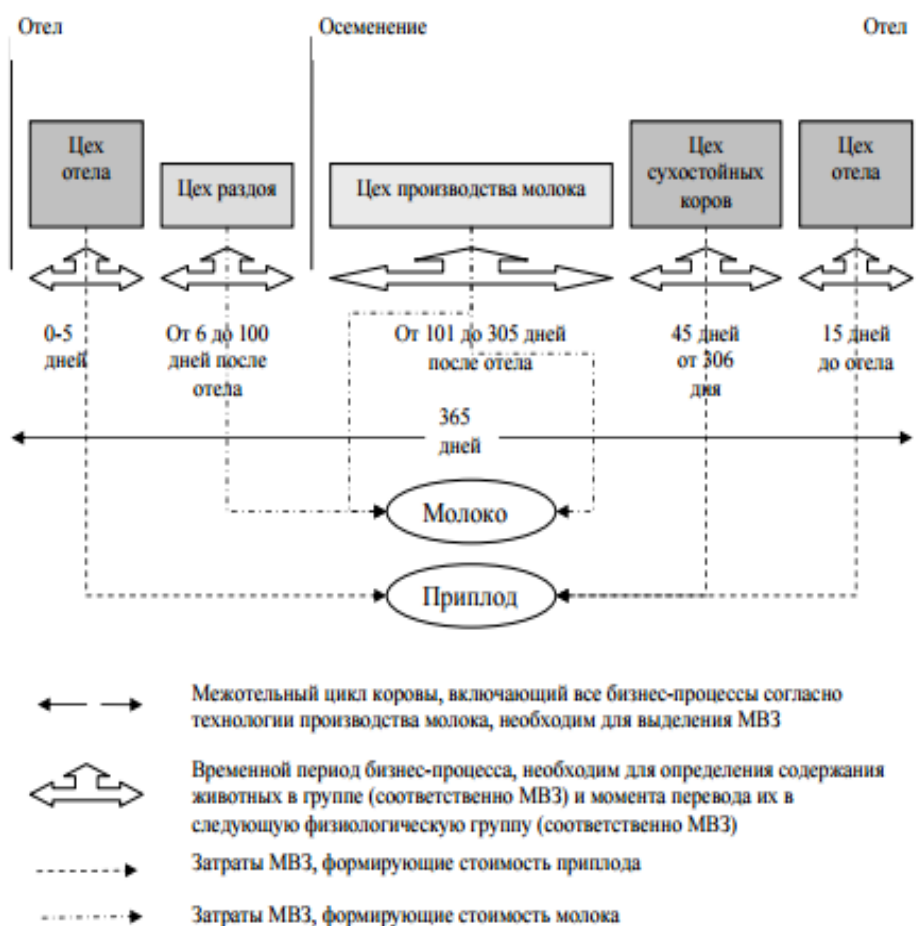 Отел
Осеменение
Отел
Цех
отела
Цех раздоя
Цех производства молока
Цех
сухостойных
коров
Цех
отела
0-5
дней
От 6 до 100
дней после
отела
От 101 до 305 дней
после отела
45 дней
от 306
дня
15 дней
до отела
365
дней
Молоко
Приплод
Межотельный цикл коровы, включающий все бизнес-процессы согласно
технологии производства молока, необходим для выделения МВЗ
Временной период бизнес-процесса, необходим для определения содержания
животных в группе (соответственно МВЗ) и момента перевода их в
следующую физиологическую группу (соответственно МВЗ)
Затраты МВЗ, формирующие стоимость приплода
Затраты МВЗ, формирующие стоимость молока